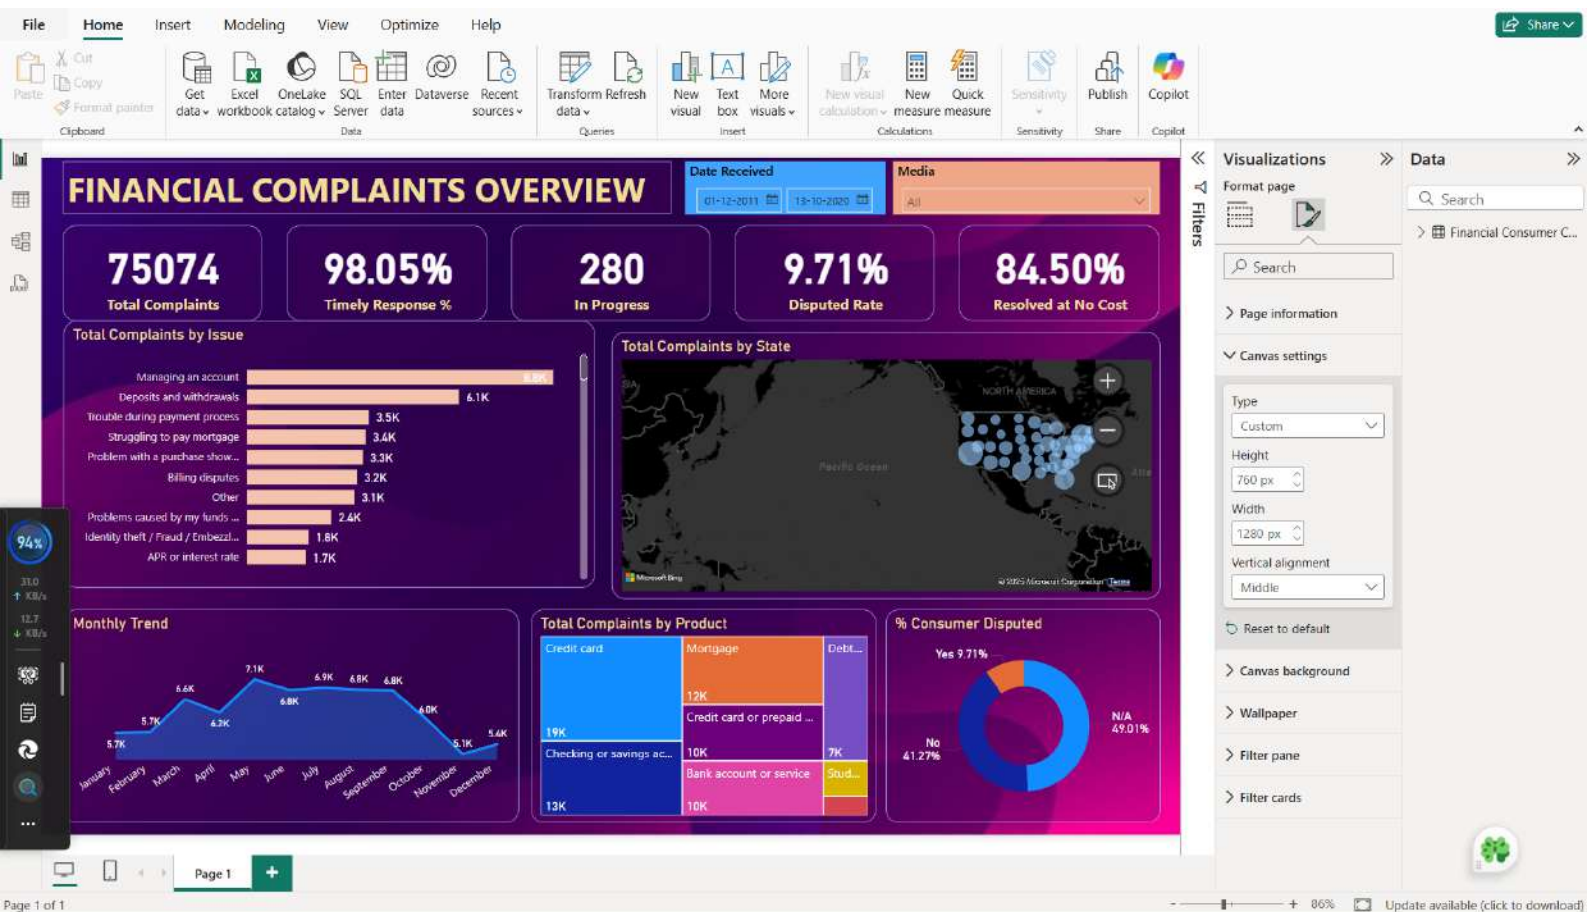 File Home Insert Modeling View Optimize Help
Share
Paste
Cut
Copy
Format painter
Clipboard
Get data
Excel workbook
OneLake catalog
SQL Server
Enter data
Dataverse
Recent sources
Data
Transform data
Refresh
Queries
New visual
Text box
More visuals
Insert
New visual calculation
New measure
Quick measure
Calculations
Sensitivity
Sensitivity
Publish
Share
Copilot
Copilot
FINANCIAL COMPLAINTS OVERVIEW
Date Received
01-12-2011
13-10-2020
Media
All
75074
Total Complaints
98.05%
Timely Response %
280
In Progress
9.71%
Disputed Rate
84.50%
Resolved at No Cost
Total Complaints by Issue
Managing an account 8.8K
Deposits and withdrawals 6.1K
Trouble during payment process 3.5K
Struggling to pay mortgage 3.4K
Problem with a purchase show... 3.3K
Billing disputes 3.2K
Other 3.1K
Problems caused by my funds ... 2.4K
Identity theft / Fraud / Embezzl... 1.8K
APR or interest rate 1.7K
Total Complaints by State
NORTH AMERICA
Pacific Ocean
Microsoft Bing
© 2025 Microsoft Corporation Terms
Monthly Trend
5.7K
5.7K
6.6K
6.2K
7.1K
6.8K
6.9K
6.8K
6.8K
6.0K
5.1K
5.4K
January
February
March
April
May
June
July
August
September
October
November
December
Total Complaints by Product
Credit card
19K
Checking or savings ac...
13K
Mortgage
12K
Credit card or prepaid ...
10K
Bank account or service
10K
Debt...
7K
Stud...
% Consumer Disputed
Yes 9.71%
No
41.27%
N/A
49.01%
94%
31.0
KB/s
12.7
KB/s
Filters
Visualizations
Format page
Search
Page information
Canvas settings
Type
Custom
Height
760 px
Width
1280 px
Vertical alignment
Middle
Reset to default
Canvas background
Wallpaper
Filter pane
Filter cards
Data
Search
Financial Consumer C...
Page 1
Page 1 of 1
86%
Update available (click to download)